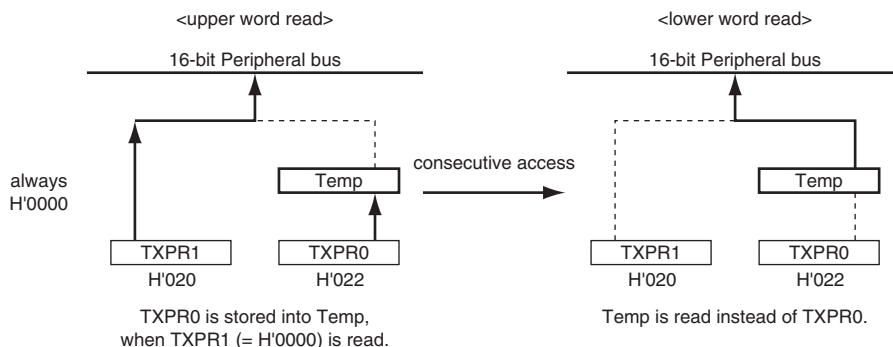 <upper word read>
16-bit Peripheral bus
always
H'0000
Temp
TXPR1
TXPR0
H'020
H'022
TXPR0 is stored into Temp,
when TXPR1 (= H'0000) is read.
consecutive access
<lower word read>
16-bit Peripheral bus
Temp
TXPR1
TXPR0
H'020
H'022
Temp is read instead of TXPR0.